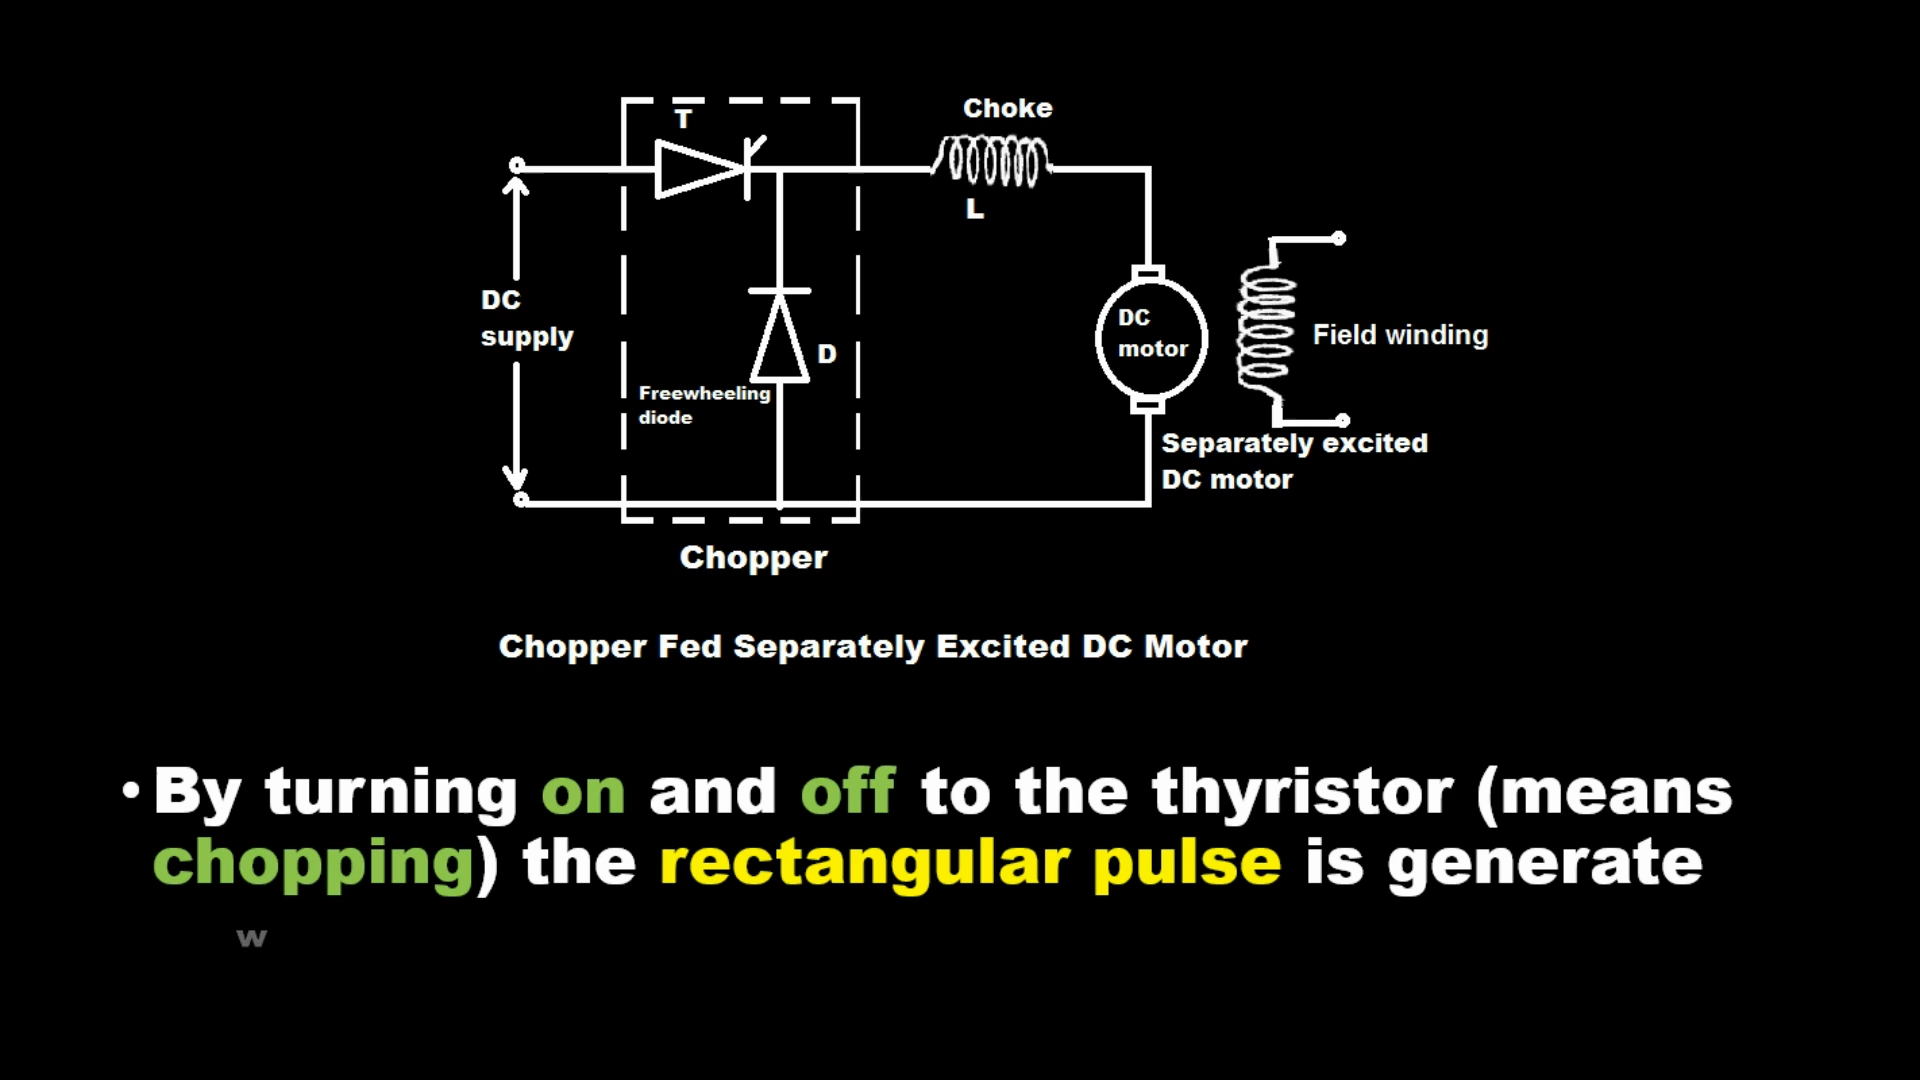 T
Choke
L
DC
supply
D
Freewheeling
diode
DC
motor
Field winding
Separately excited
DC motor
Chopper
Chopper Fed Separately Excited DC Motor
• By turning on and off to the thyristor (means
chopping) the rectangular pulse is generate
w